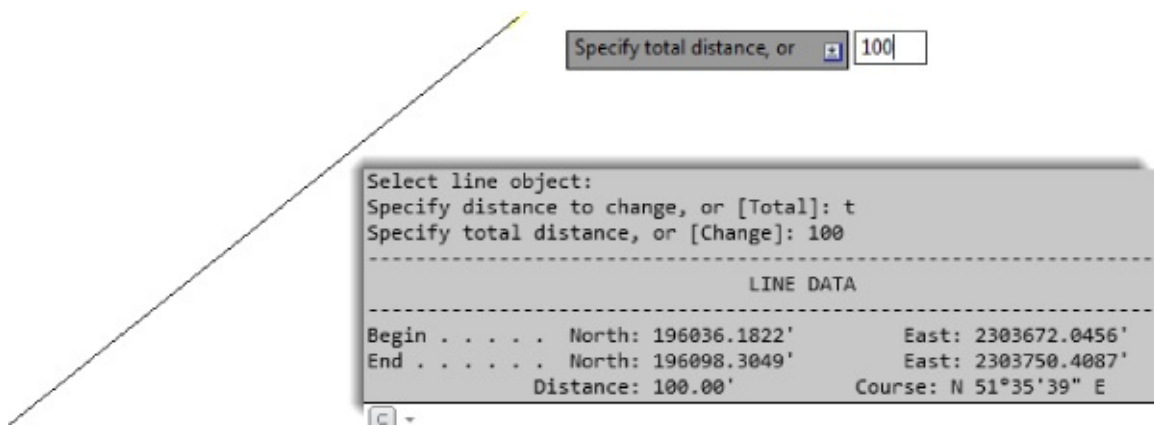 Specify total distance, or 100
Select line object:
Specify distance to change, or [Total]: t
Specify total distance, or [Change]: 100
LINE DATA
Begin . . . . . North: 196036.1822' East: 2303672.0456'
End . . . . . . North: 196098.3049' East: 2303750.4087'
Distance: 100.00' Course: N 51°35'39" E